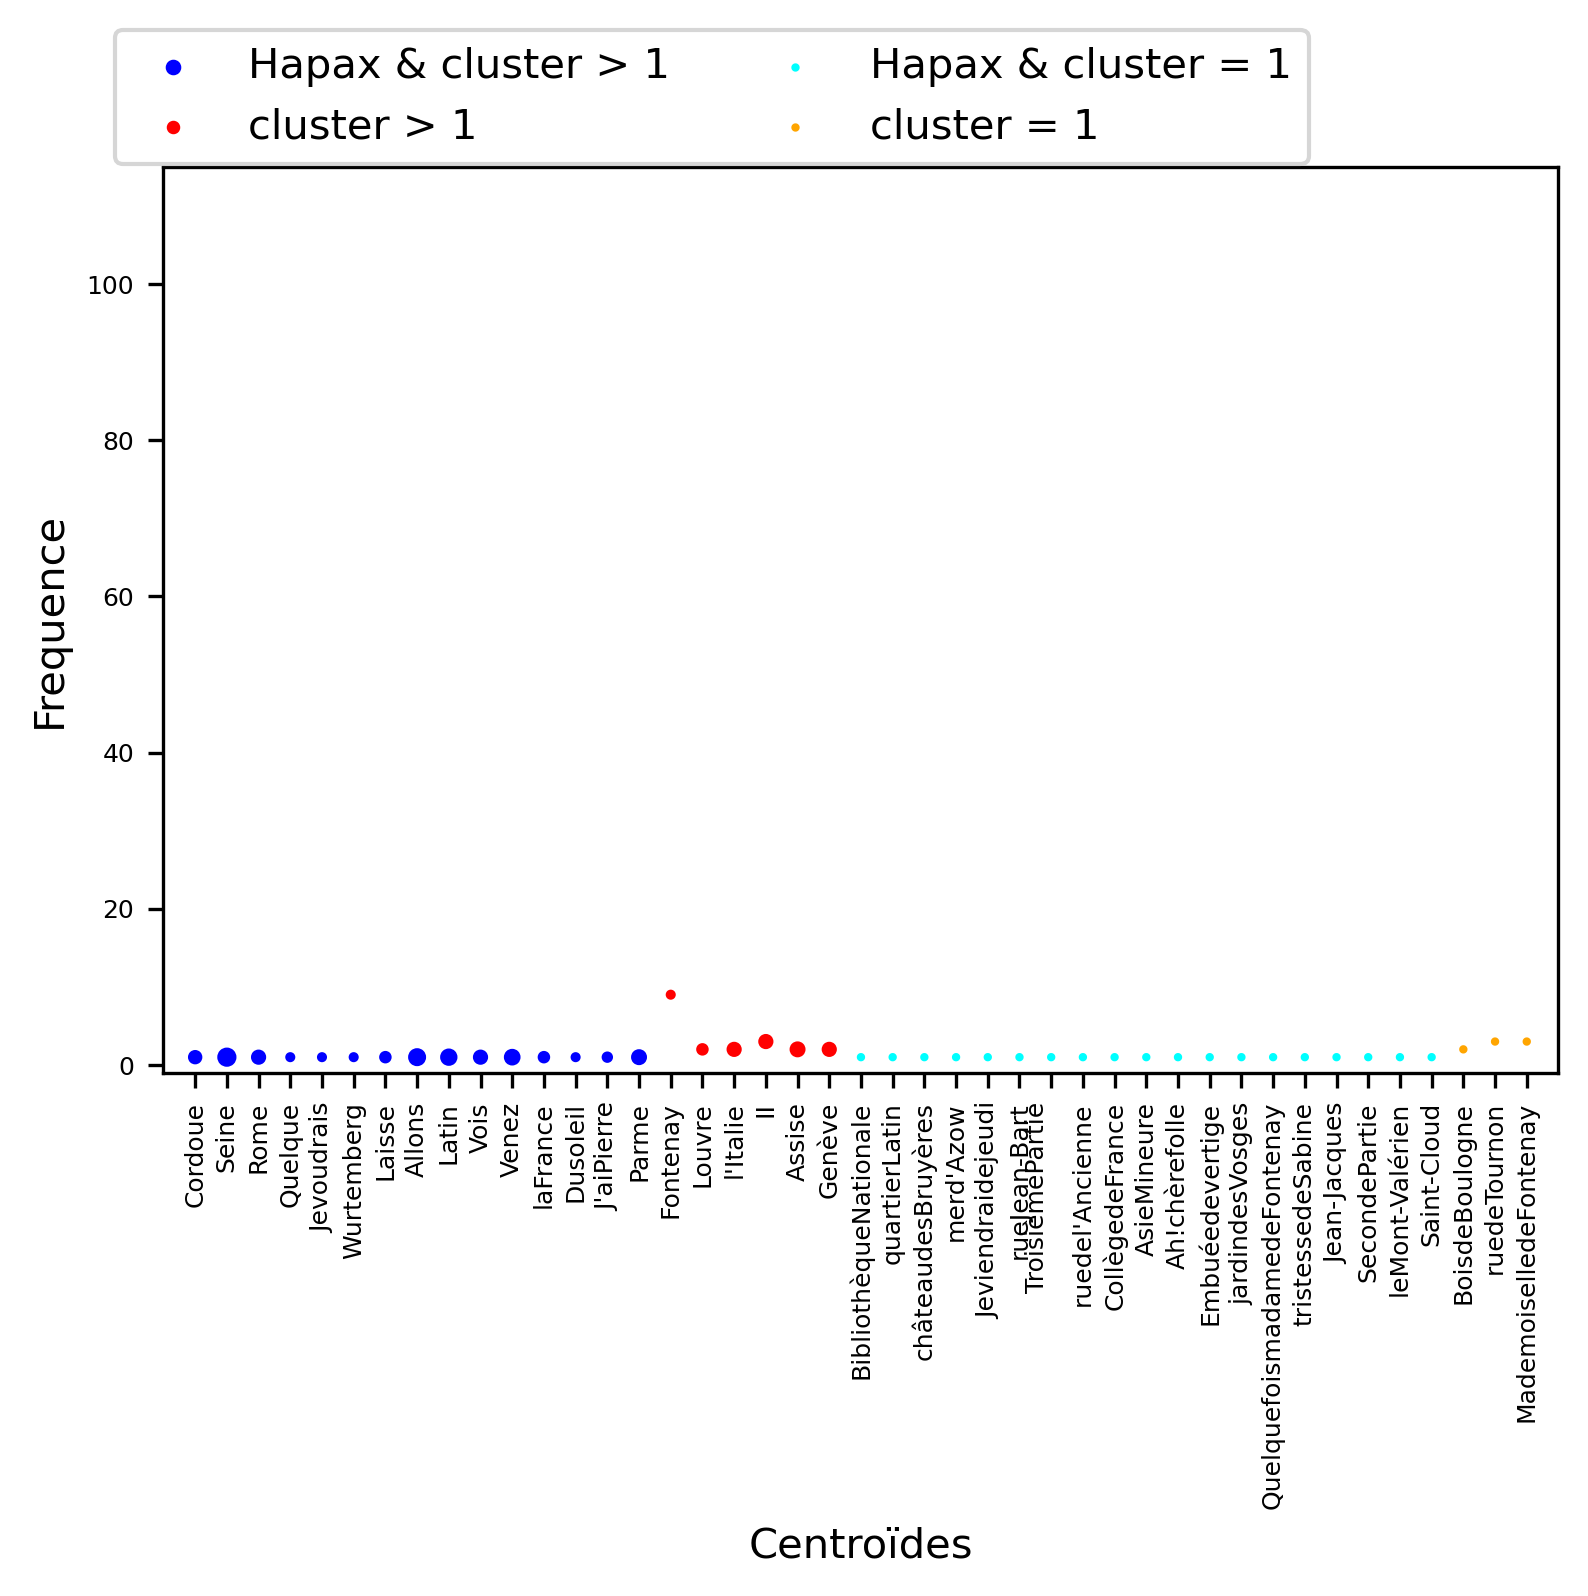 Hapax & cluster > 1
cluster > 1
Hapax & cluster = 1
cluster = 1
Frequence
100
80
60
40
20
0
Cordoue
Seine
Rome
Quelque
Jevoudrais
Wurtemberg
Laisse
Allons
Latin
Vois
Venez
laFrance
Dusoleil
J'aiPierre
Parme
Fontenay
Louvre
l'Italie
Il
Assise
Genève
BibliothèqueNationale
quartierLatin
châteaudesBruyères
merd'Azow
Jeviendraidejeudi
rueJean-Bart
TroisièmePartie
ruedel'Ancienne
CollègedeFrance
AsieMineure
Ah!chèrefolle
Embuéedevertige
jardindesVosges
QuelquefoismadamedeFontenay
tristessedeSabine
Jean-Jacques
SecondePartie
leMont-Valérien
Saint-Cloud
BoisdeBoulogne
ruedeTournon
MademoiselledeFontenay
Centroïdes